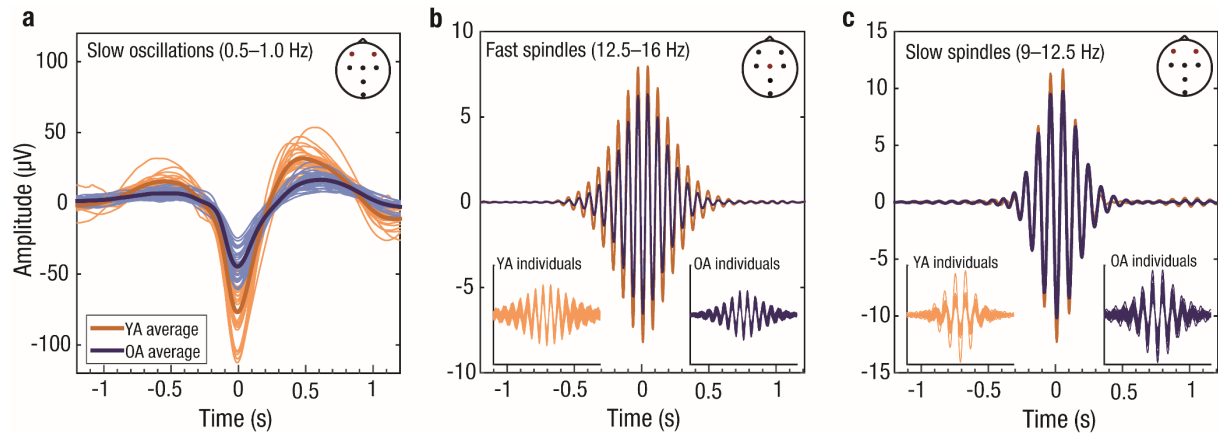 a
Slow oscillations (0.5–1.0 Hz)
100
50
0
-50
-100
Amplitude (µV)
YA average
OA average
-1
-0.5
0
0.5
1
Time (s)
b
Fast spindles (12.5–16 Hz)
10
5
0
-5
-10
YA individuals
OA individuals
-1
-0.5
0
0.5
1
Time (s)
c
Slow spindles (9–12.5 Hz)
15
10
5
0
-5
-10
-15
YA individuals
OA individuals
-1
-0.5
0
0.5
1
Time (s)